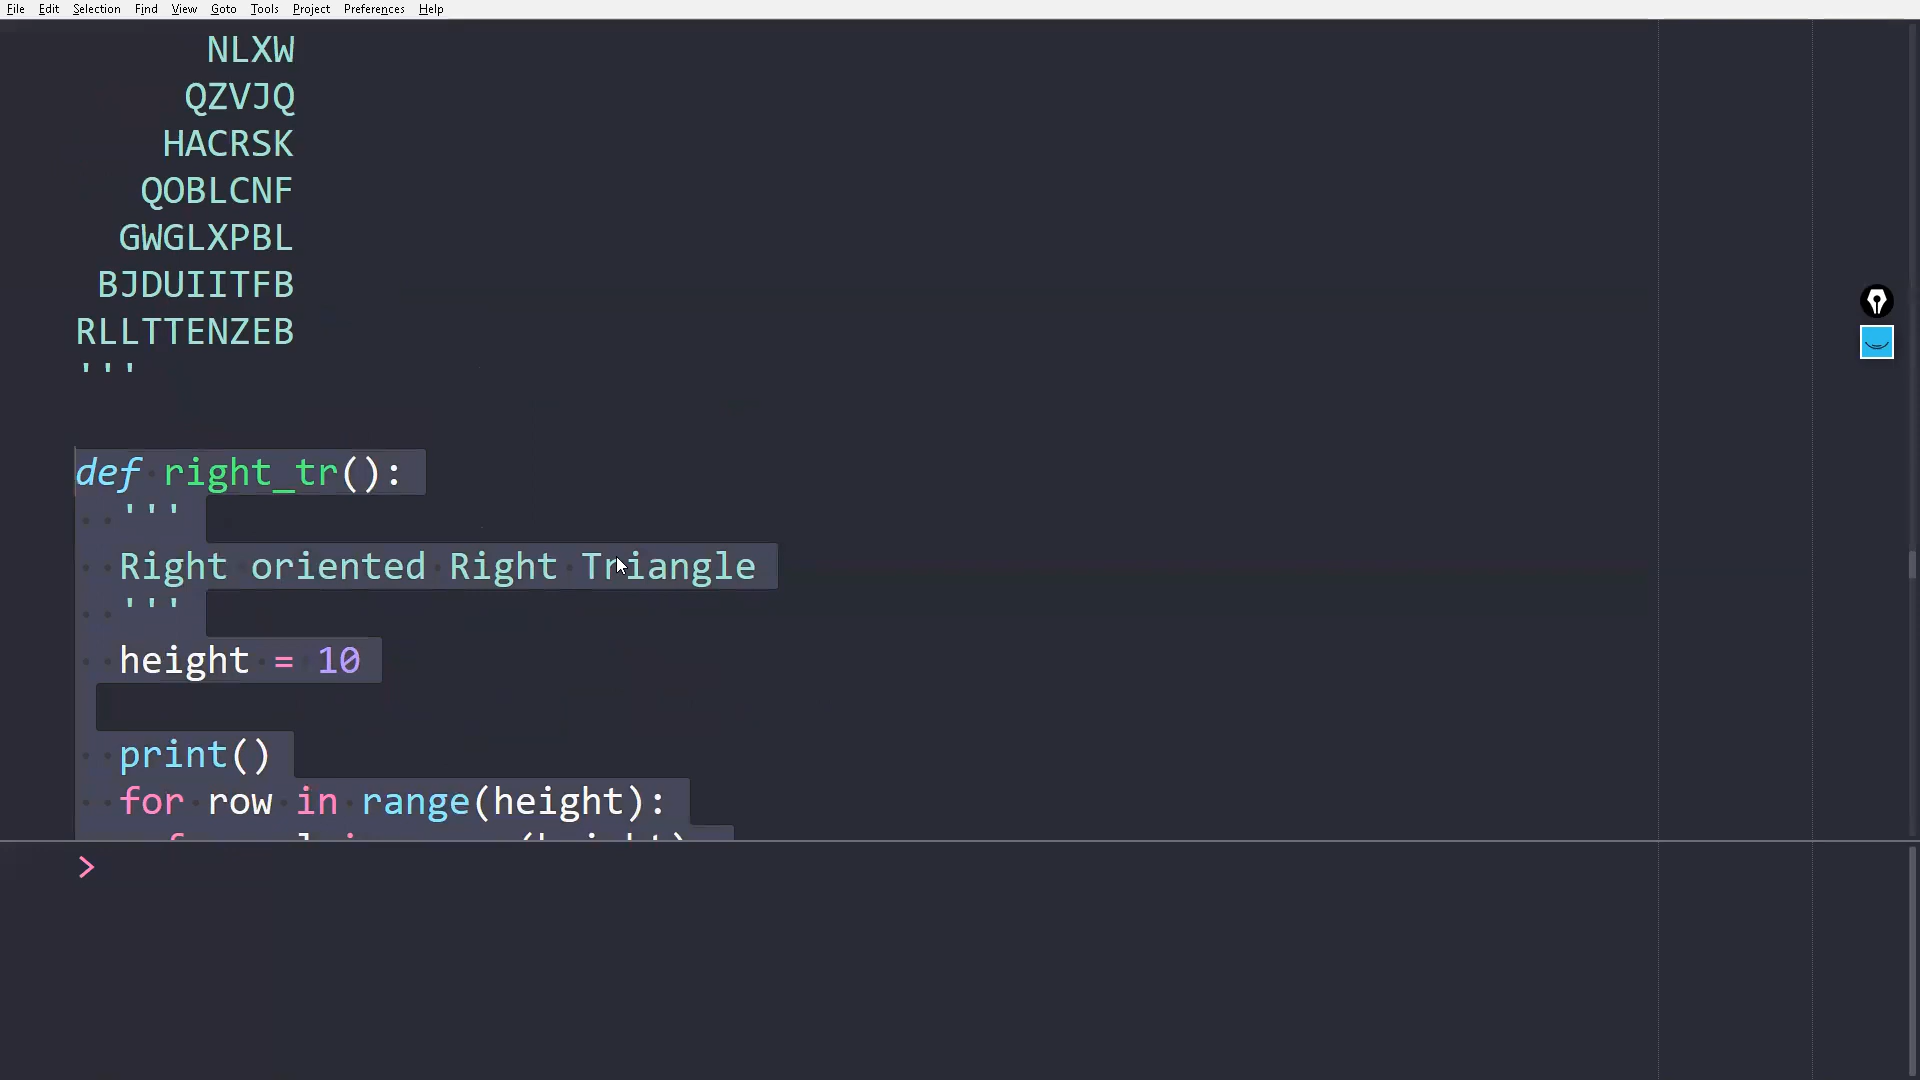 File Edit Selection Find View Goto Tools Project Preferences Help
NLXW
QZVJQ
HACRSK
QOBLCNF
GWGLXPBL
BJDUIITFB
RLLTTENZEB
'''
def right_tr():
'''
Right oriented Right Triangle
'''
height = 10
print()
for row in range(height):
>